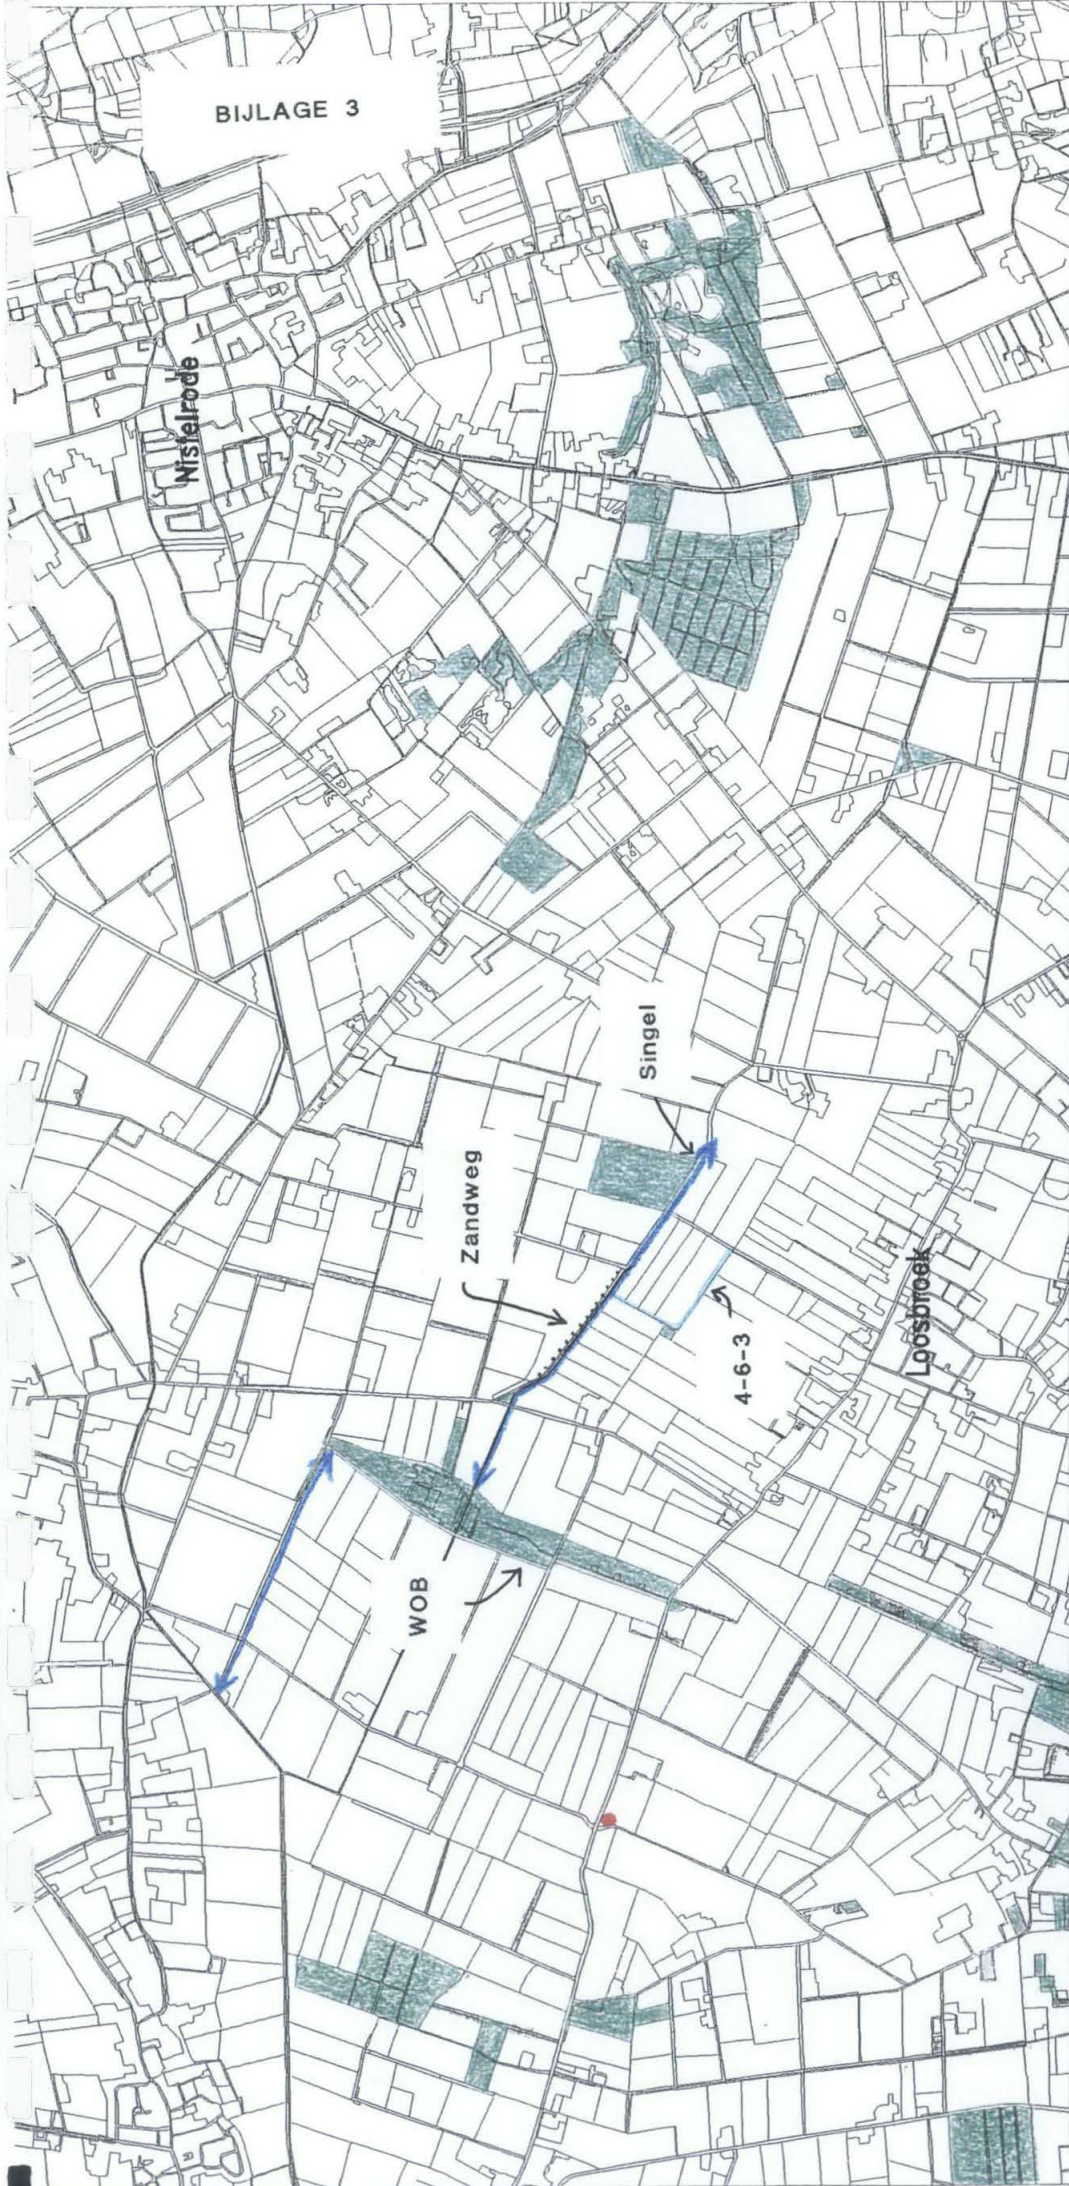 BIJLAGE 3
Nistelrode
Singel
Zandweg
Loosbroek
4-6-3
WOB